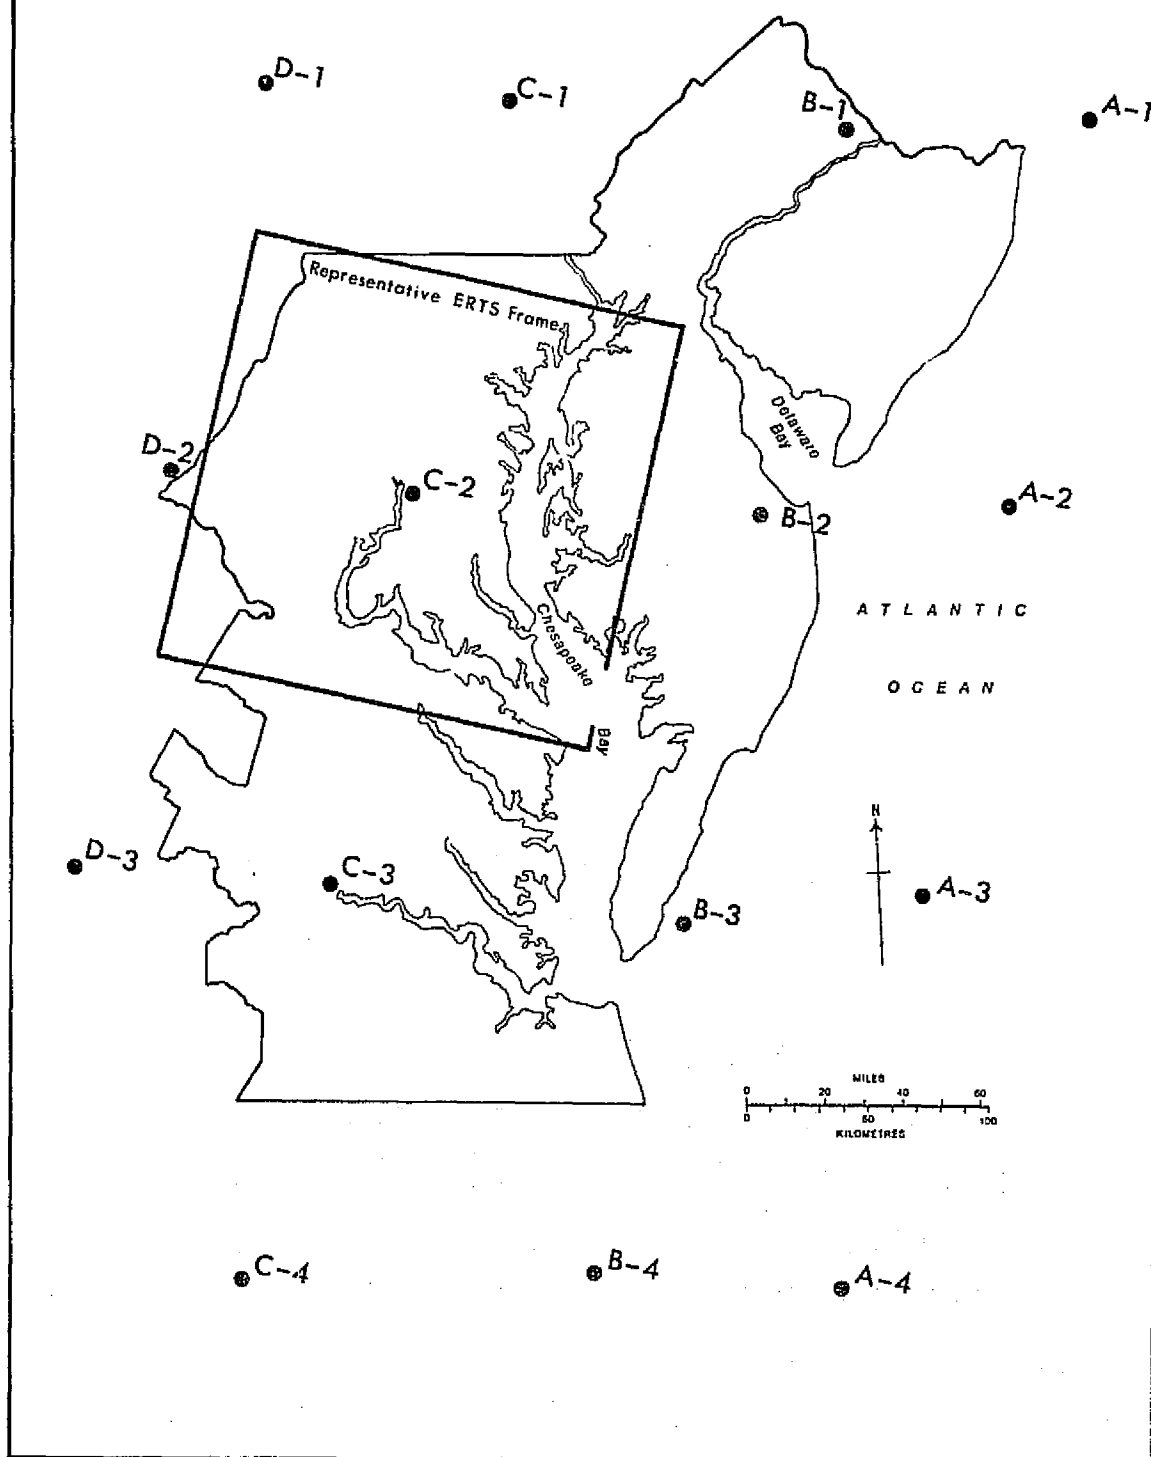 D-1
C-1
B-1
A-1
Representative ERTS Frame
Delaware
Bay
D-2
C-2
B-2
A-2
ATLANTIC
OCEAN
Chesapeake
Bay
N
D-3
C-3
B-3
A-3
MILES
0 20 40 60
0 50 100
KILOMETRES
C-4
B-4
A-4